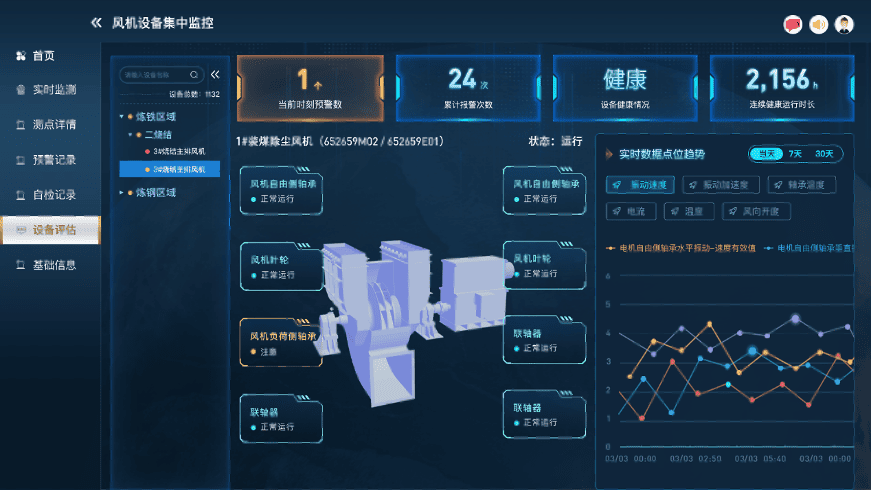 风机设备集中监控
首页
实时监测
测点详情
预警记录
自检记录
设备评估
基础信息
请输入设备名称
设备总数：1132
炼铁区域
二烧结
3#烧结主排风机
3#烧结主排风机
炼钢区域
1个
当前时刻预警数
24次
累计报警次数
健康
设备健康情况
2,156h
连续健康运行时长
1#装煤除尘风机（652659M02 / 652659E01）
状态：运行
风机自由侧轴承
正常运行
风机叶轮
正常运行
风机负荷侧轴承
注意
联轴器
正常运行
风机自由侧轴承
正常运行
风机叶轮
正常运行
联轴器
正常运行
联轴器
正常运行
实时数据点位趋势
当天 7天 30天
振动速度 振动加速度 轴承温度
电流 温度 风向开度
电机自由侧轴承水平振动-速度有效值 电机自由侧轴承垂直
6
5
4
3
2
1
0
03/03 00:00 03/03 02:50 03/03 05:40 03/03 00:00